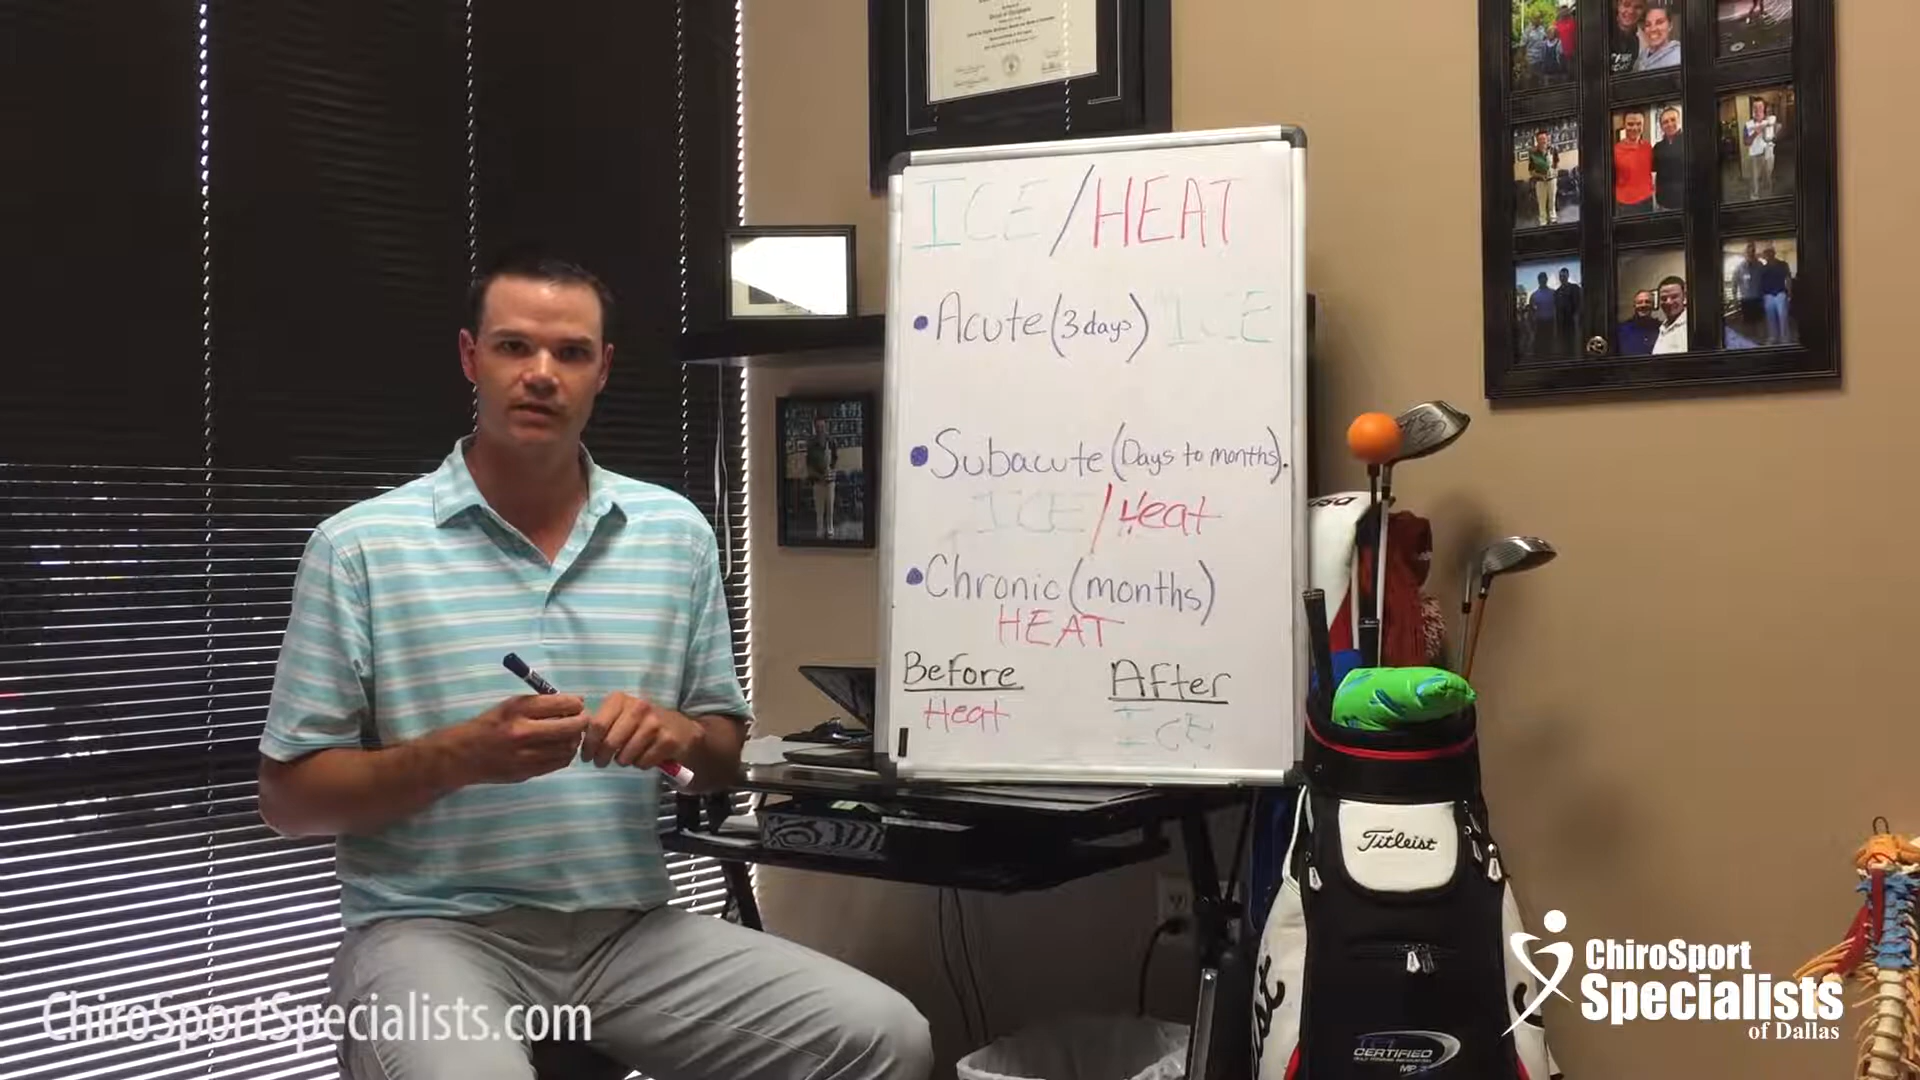 ICE/HEAT
• Acute (3 days) ICE
• Subacute (Days to months).
ICE/Heat
• Chronic (months)
HEAT
Before After
Heat ICE
Titleist
CERTIFIED
ChiroSport
Specialists
of Dallas
ChiroSportSpecialists.com